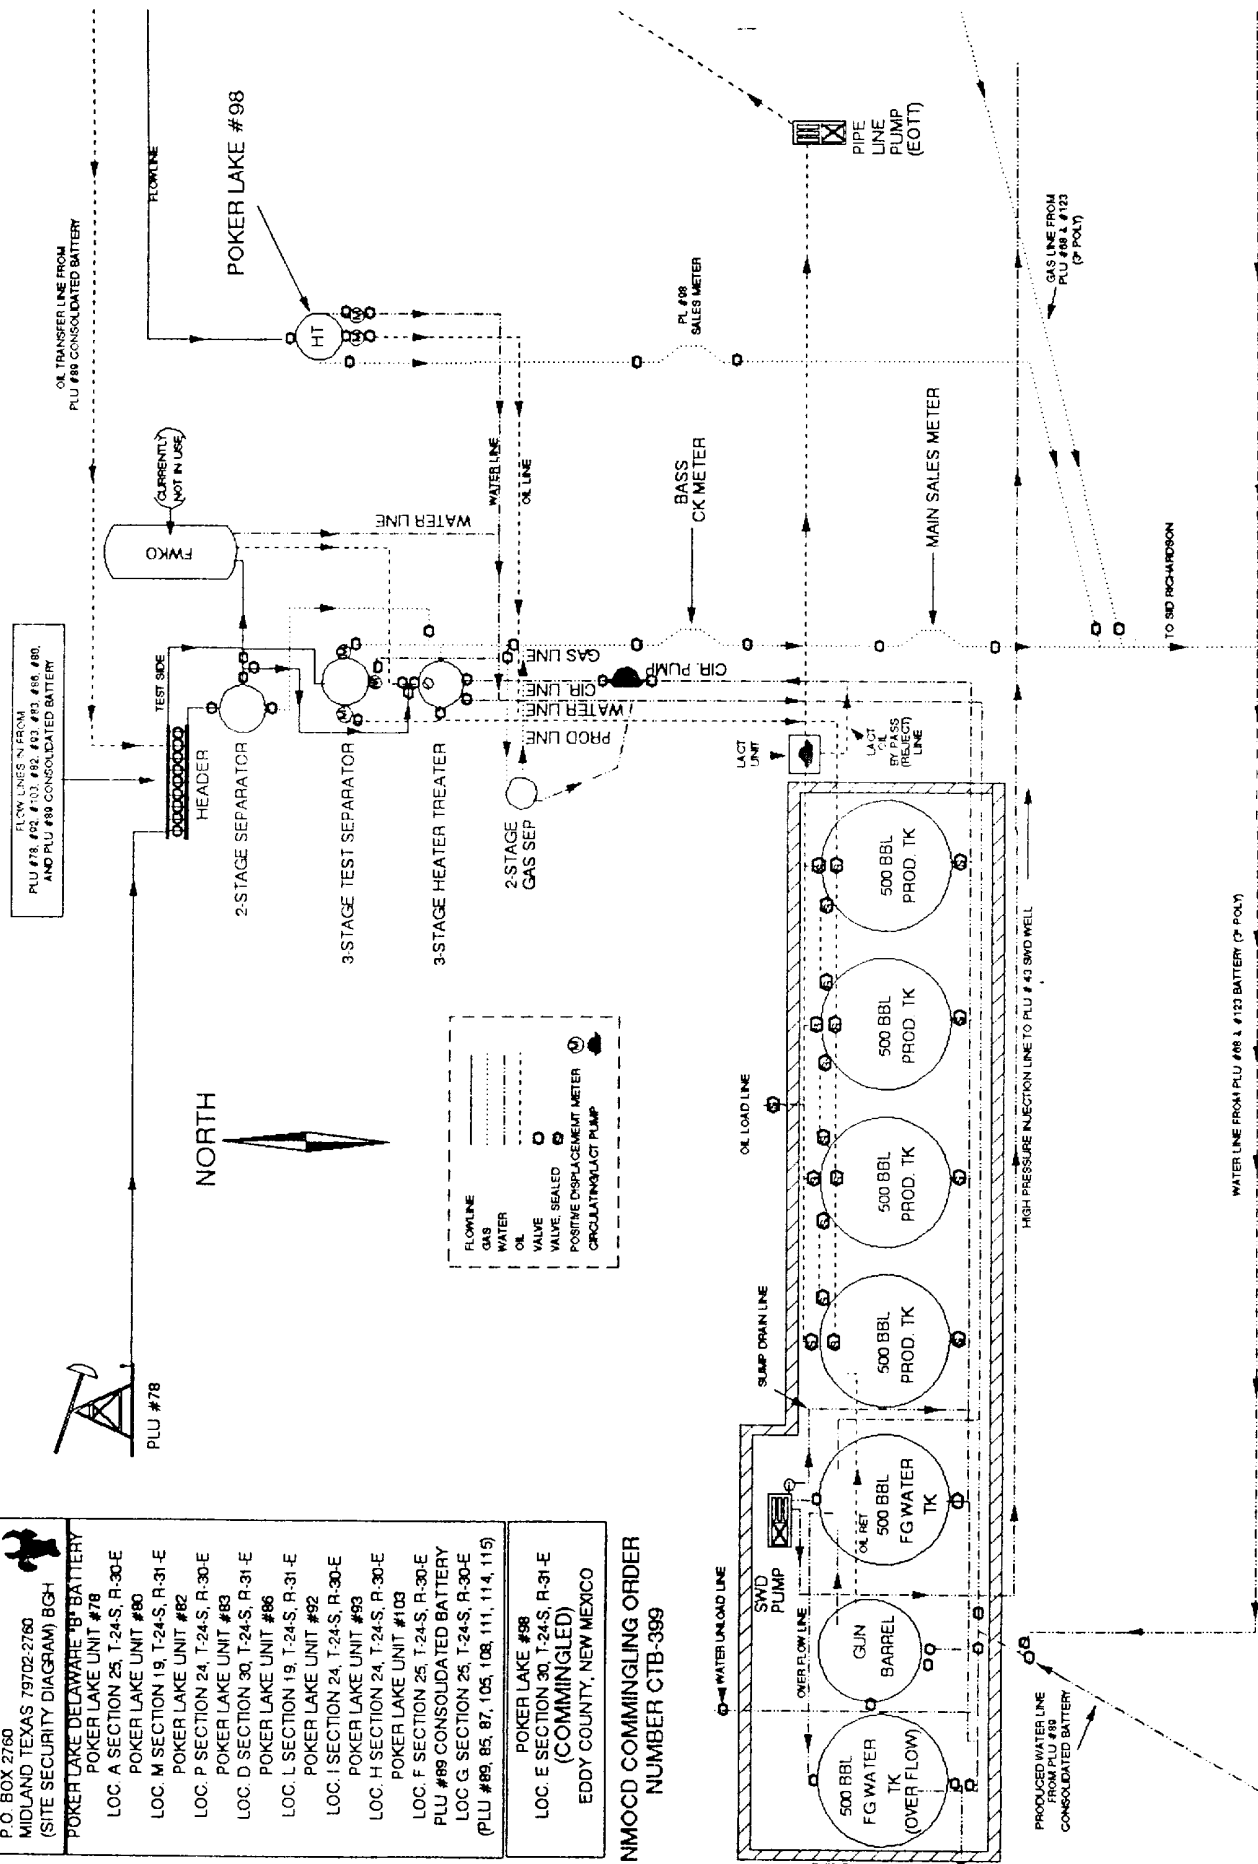 P.O. BOX 2760
MIDLAND TEXAS 79702-2760
(SITE SECURITY DIAGRAM) BGH
POKER LAKE DELAWARE "B" BATTERY
POKER LAKE UNIT #78
LOC. A SECTION 25, T-24-S, R-30-E
POKER LAKE UNIT #80
LOC. M SECTION 19, T-24-S, R-31-E
POKER LAKE UNIT #82
LOC. P SECTION 24, T-24-S, R-30-E
POKER LAKE UNIT #83
LOC. D SECTION 30, T-24-S, R-31-E
POKER LAKE UNIT #86
LOC. L SECTION 19, T-24-S, R-31-E
POKER LAKE UNIT #92
LOC. I SECTION 24, T-24-S, R-30-E
POKER LAKE UNIT #93
LOC. H SECTION 24, T-24-S, R-30-E
POKER LAKE UNIT #103
LOC. F SECTION 25, T-24-S, R-30-E
PLU #89 CONSOLIDATED BATTERY
LOC G. SECTION 25, T-24-S, R-30-E
(PLU #89, 85, 87, 105, 108, 111, 114, 115)
POKER LAKE #98
LOC. E SECTION 30, T-24-S, R-31-E
(COMMINGLED)
EDDY COUNTY, NEW MEXICO
NMOCD COMMINGLING ORDER
NUMBER CTB-399
PLU #78
NORTH
FLOWLINE
GAS
WATER
OIL
VALVE
VALVE, SEALED
POSITIVE DISPLACEMENT METER
M
CIRCULATING/LACT PUMP
FLOW LINES IN FROM
PLU #78, #92, #103, #82, #93, #83, #86, #80,
AND PLU #89 CONSOLIDATED BATTERY
HEADER
TEST SIDE
2-STAGE SEPARATOR
3-STAGE TEST SEPARATOR
M
M
M
3-STAGE HEATER TREATER
2-STAGE
GAS SEP
FWKO
CURRENTLY
NOT IN USE
OIL TRANSFER LINE FROM
PLU #89 CONSOLIDATED BATTERY
FLOWLINE
POKER LAKE #98
HT
M
M
WATER LINE
WATER LINE
OIL LINE
GAS LINE
CIR. LINE
WATER LINE
PROD LINE
CIR. PUMP
BASS
CK METER
PL #98
SALES METER
MAIN SALES METER
PIPE
LINE
PUMP
(EOTT)
GAS LINE FROM
PLU #68 & #123
(3" POLY)
TO SID RICHARDSON
LACT
UNIT
LACT
OIL
BY PASS
(REJECT)
LINE
OIL LOAD LINE
SUMP DRAIN LINE
SWD
PUMP
WATER UNLOAD LINE
OVER FLOW LINE
OIL RET
500 BBL
FG WATER
TK
(OVER FLOW)
GUN
BARREL
500 BBL
FG WATER
TK
500 BBL
PROD. TK
500 BBL
PROD. TK
500 BBL
PROD. TK
500 BBL
PROD. TK
HIGH PRESSURE INJECTION LINE TO PLU # 43 SWD WELL
PRODUCED WATER LINE
FROM PLU #89
CONSOLIDATED BATTERY
WATER LINE FROM PLU #68 & #123 BATTERY (3" POLY)